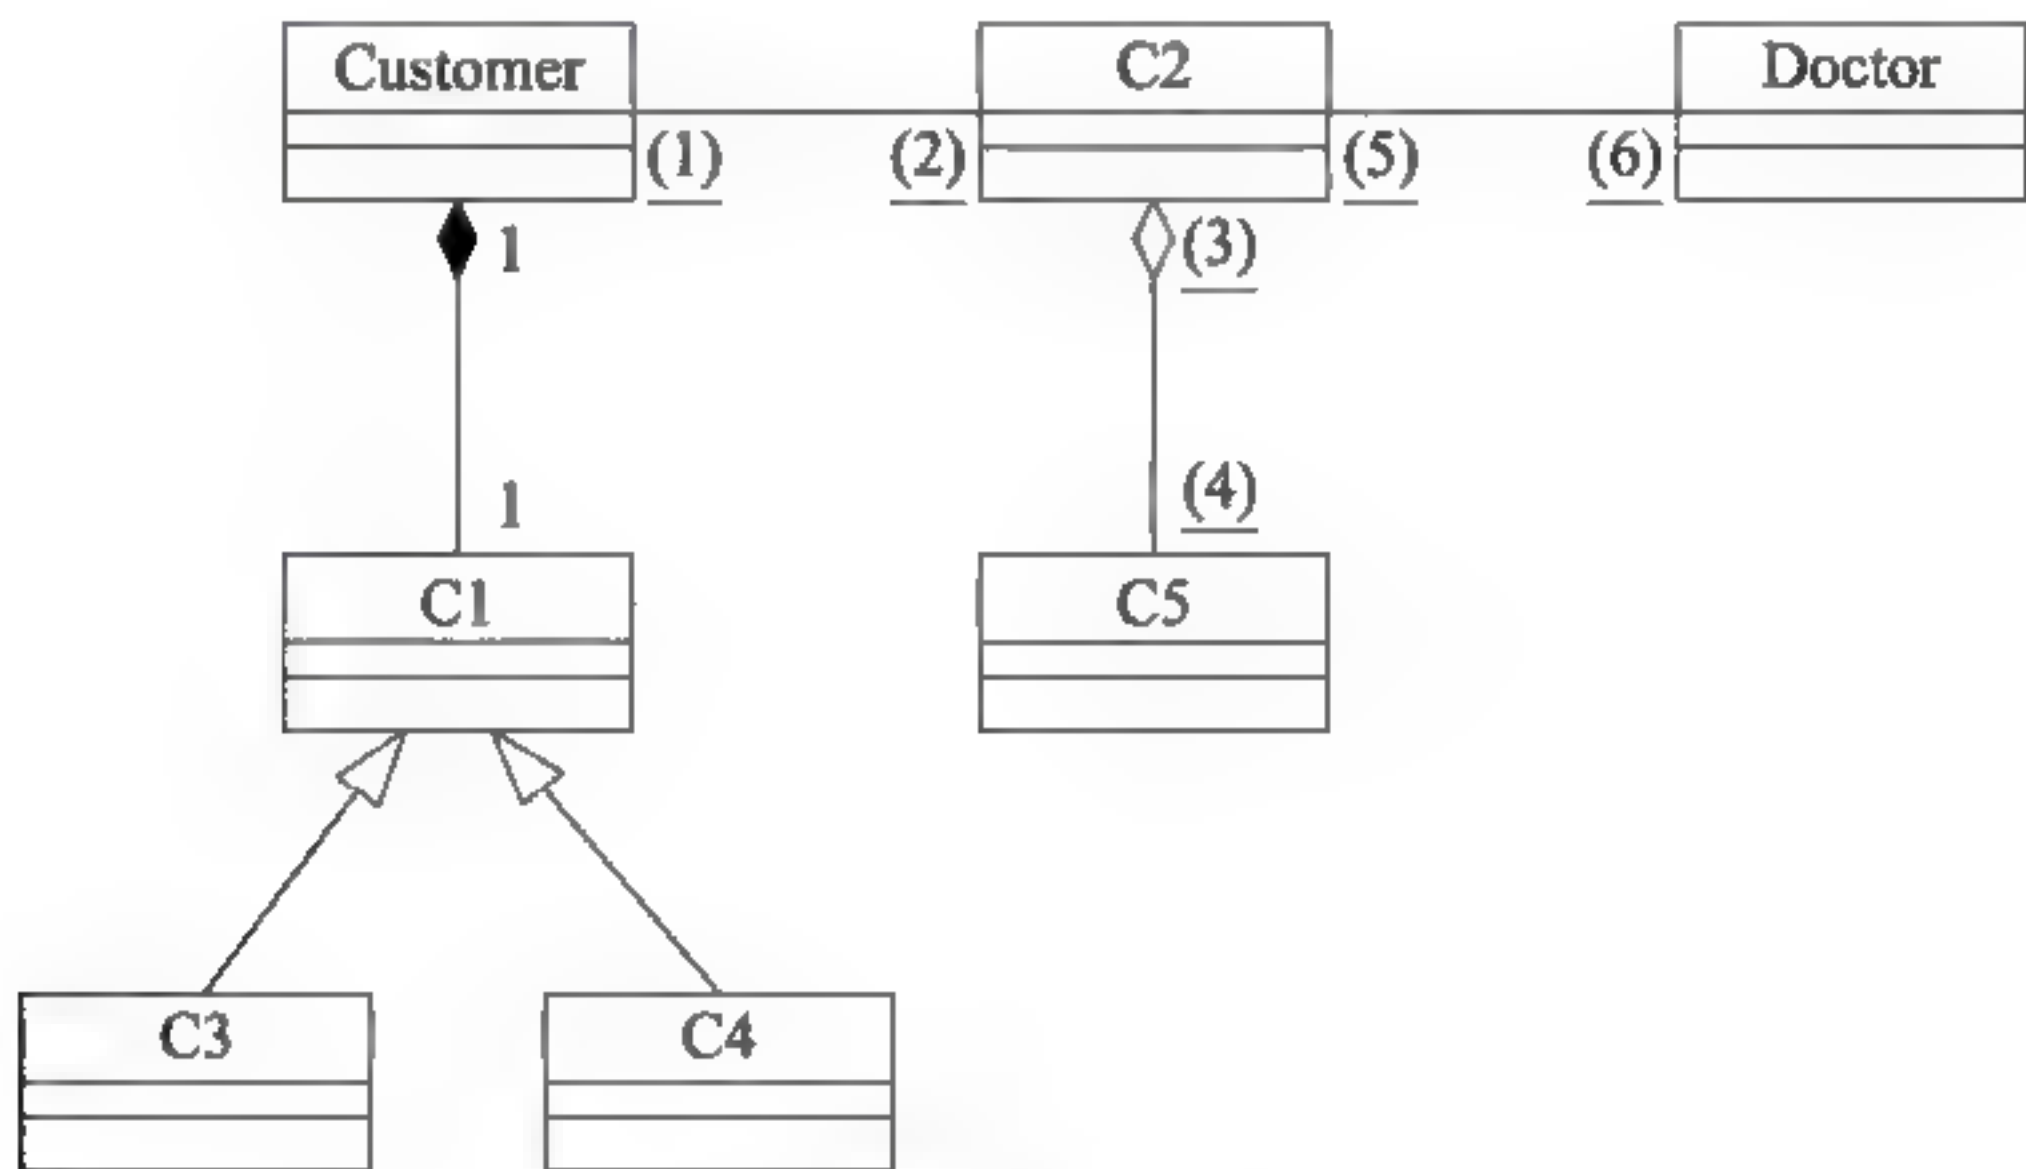 Customer
C2
Doctor
(1)
(2)
(5)
(6)
1
(3)
1
(4)
C1
C5
C3
C4